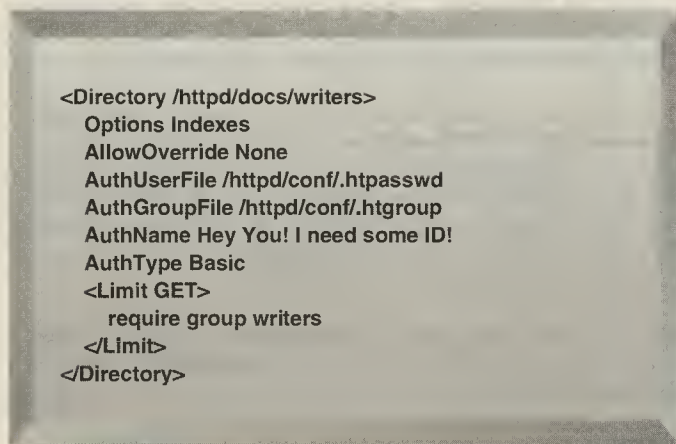 <Directory /httpd/docs/writers>
Options Indexes
AllowOverride None
AuthUserFile /httpd/conf/.htpasswd
AuthGroupFile /httpd/conf/.htgroup
AuthName Hey You! I need some ID!
AuthType Basic
<Limit GET>
require group writers
</Limit>
</Directory>